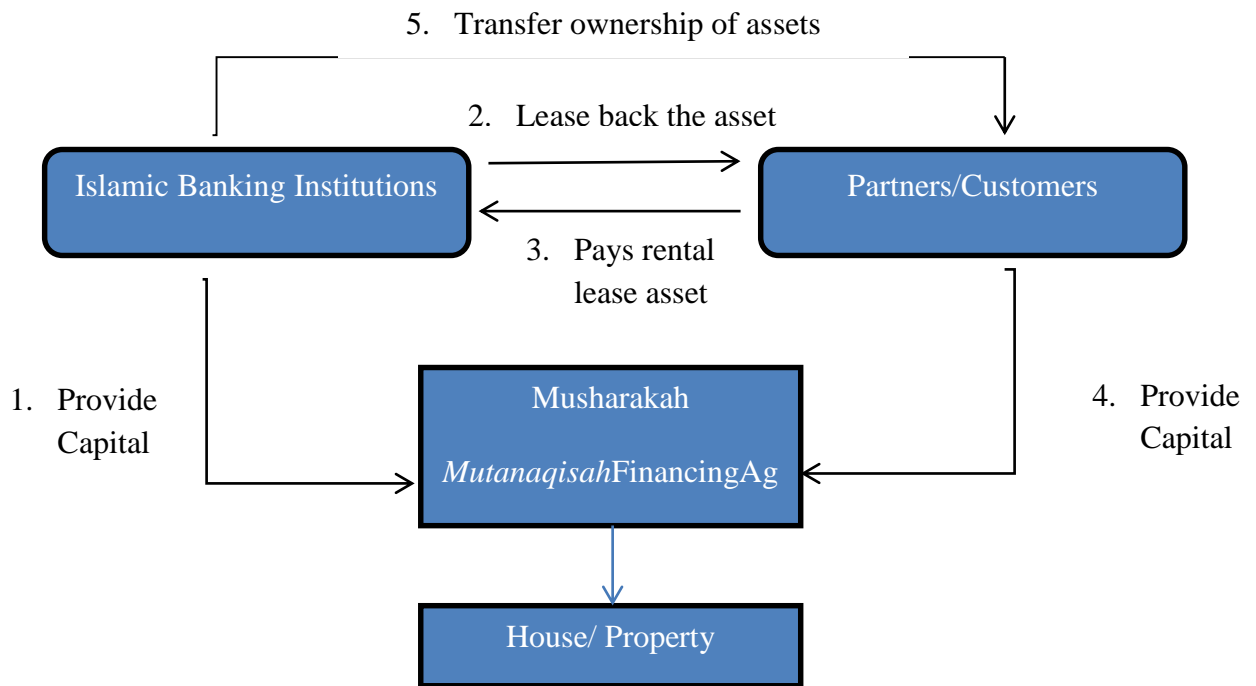 5. Transfer ownership of assets
2. Lease back the asset
Islamic Banking Institutions
Partners/Customers
3. Pays rental
lease asset
1. Provide
Capital
Musharakah
MutanaqisahFinancingAg
4. Provide
Capital
House/ Property